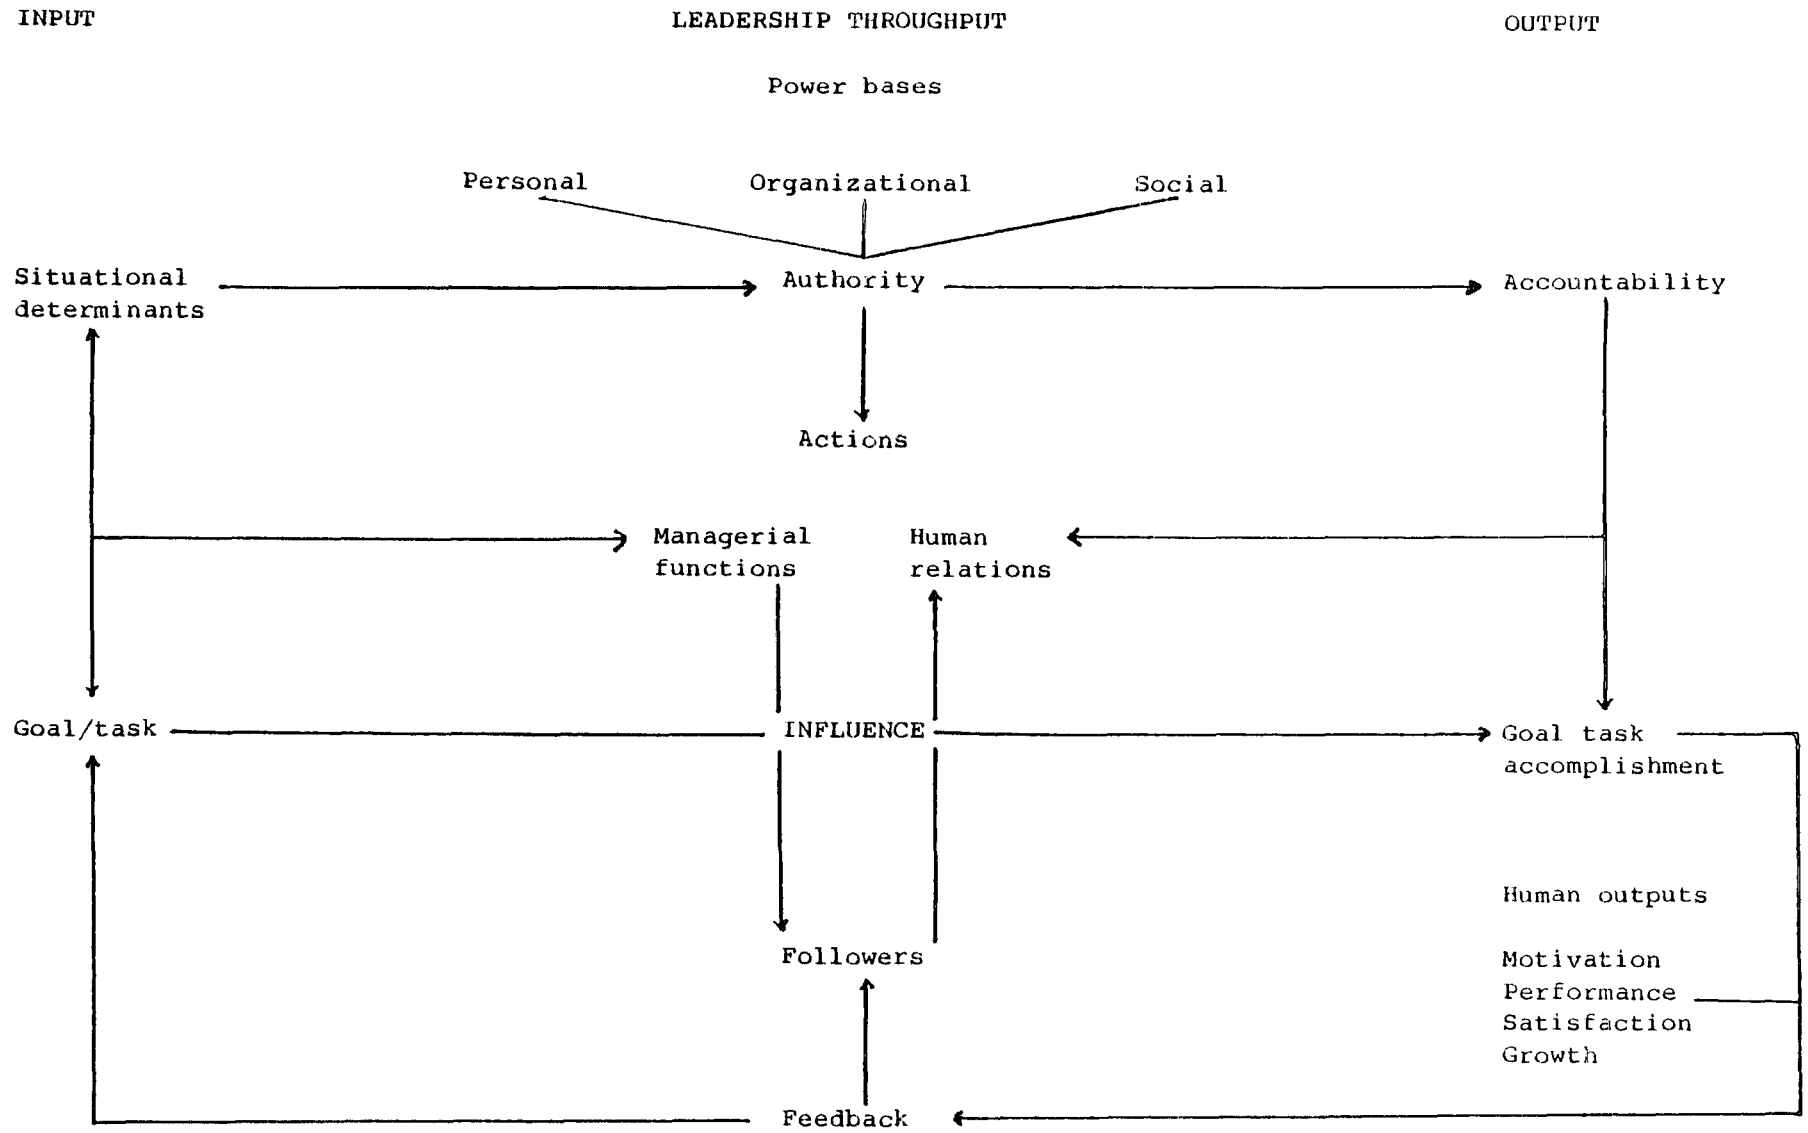 INPUT
LEADERSHIP THROUGHPUT
OUTPUT
Power bases
Personal
Organizational
Social
Situational
determinants
Authority
Accountability
Actions
Managerial
functions
Human
relations
Goal/task
INFLUENCE
Goal task
accomplishment
Human outputs
Followers
Motivation
Performance
Satisfaction
Growth
Feedback